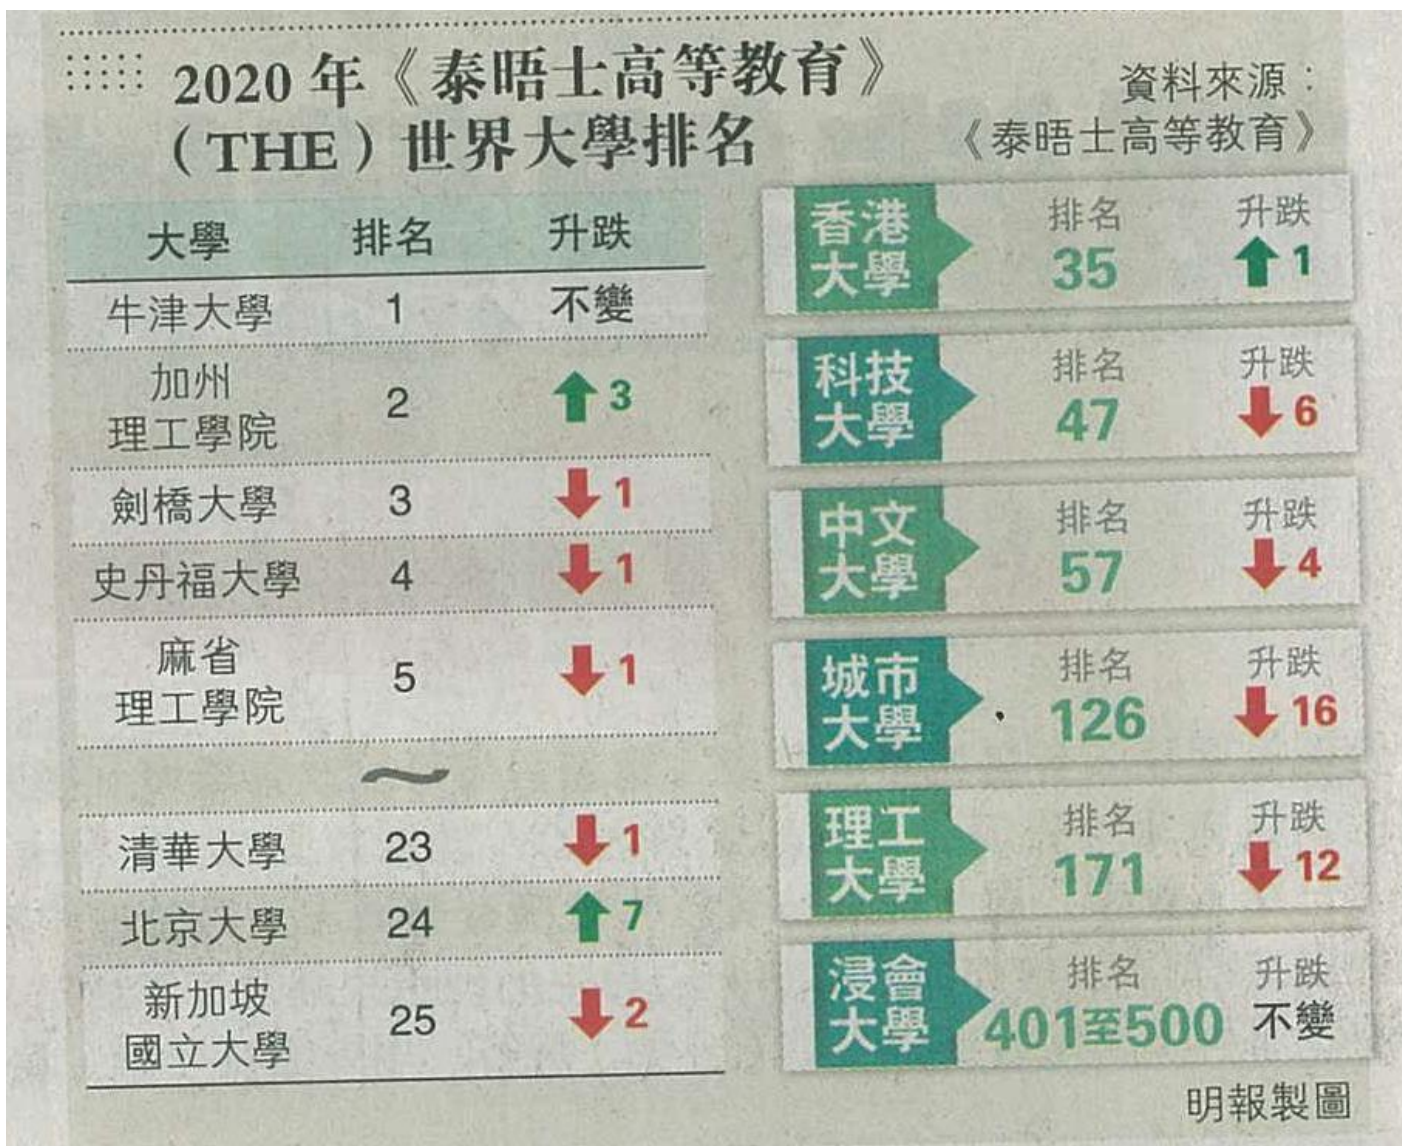 2020 年《泰晤士高等教育》
（THE）世界大學排名
資料來源：
《泰晤士高等教育》
大學 排名 升跌
牛津大學 1 不變
加州
理工學院 2 3
劍橋大學 3 1
史丹福大學 4 1
麻省
理工學院 5 1
～
清華大學 23 1
北京大學 24 7
新加坡
國立大學 25 2
香港
大學
排名 升跌
35 1
科技
大學
排名 升跌
47 6
中文
大學
排名 升跌
57 4
城市
大學
排名 升跌
126 16
理工
大學
排名 升跌
171 12
浸會
大學
排名 升跌
401至500 不變
明報製圖